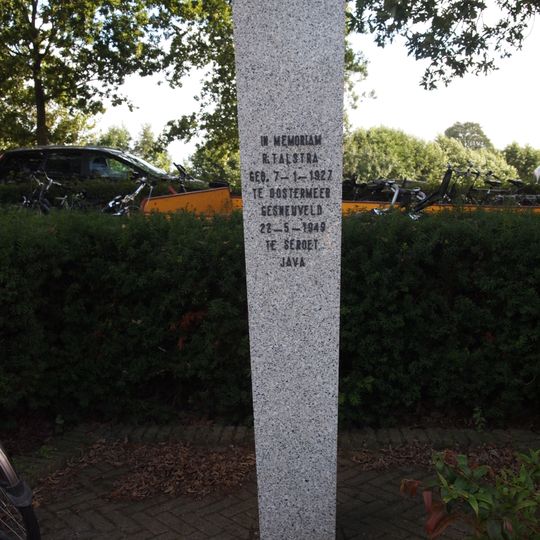 IN MEMORIAM
R. TALSTRA
GEB. 7-1-1927
TE OOSTERMEER
GESNEUVELD
22-5-1949
TE SEROET
JAVA